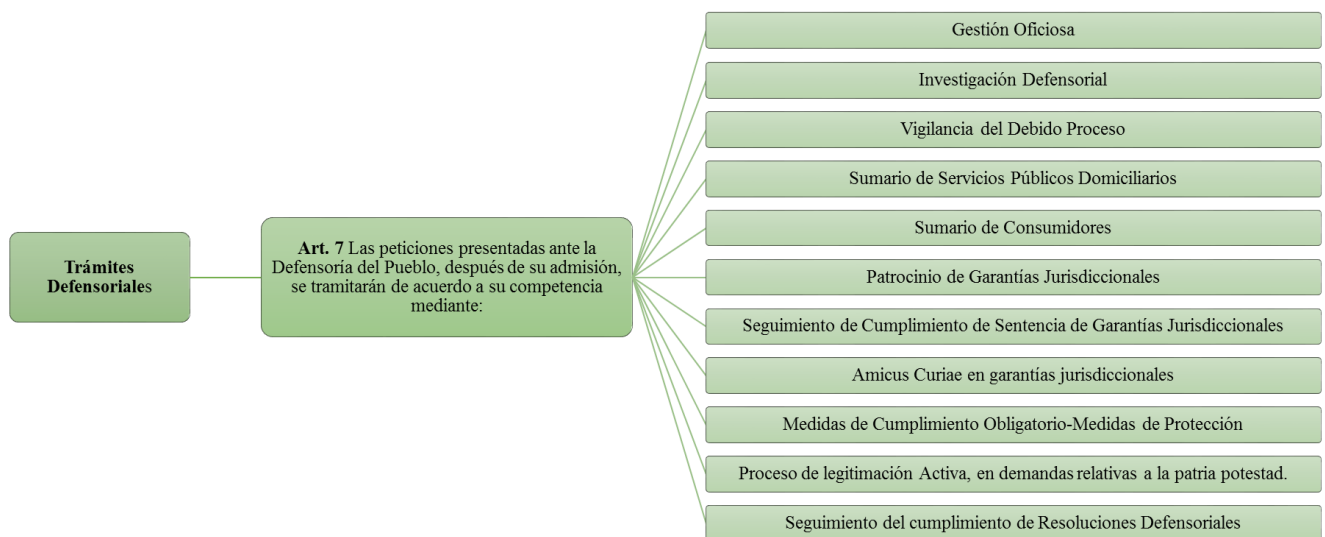 Trámites
Defensoriales
Art. 7 Las peticiones presentadas ante la
Defensoría del Pueblo, después de su admisión,
se tramitarán de acuerdo a su competencia
mediante:
Gestión Oficiosa
Investigación Defensorial
Vigilancia del Debido Proceso
Sumario de Servicios Públicos Domiciliarios
Sumario de Consumidores
Patrocinio de Garantías Jurisdiccionales
Seguimiento de Cumplimiento de Sentencia de Garantías Jurisdiccionales
Amicus Curiae en garantías jurisdiccionales
Medidas de Cumplimiento Obligatorio-Medidas de Protección
Proceso de legitimación Activa, en demandas relativas a la patria potestad.
Seguimiento del cumplimiento de Resoluciones Defensoriales